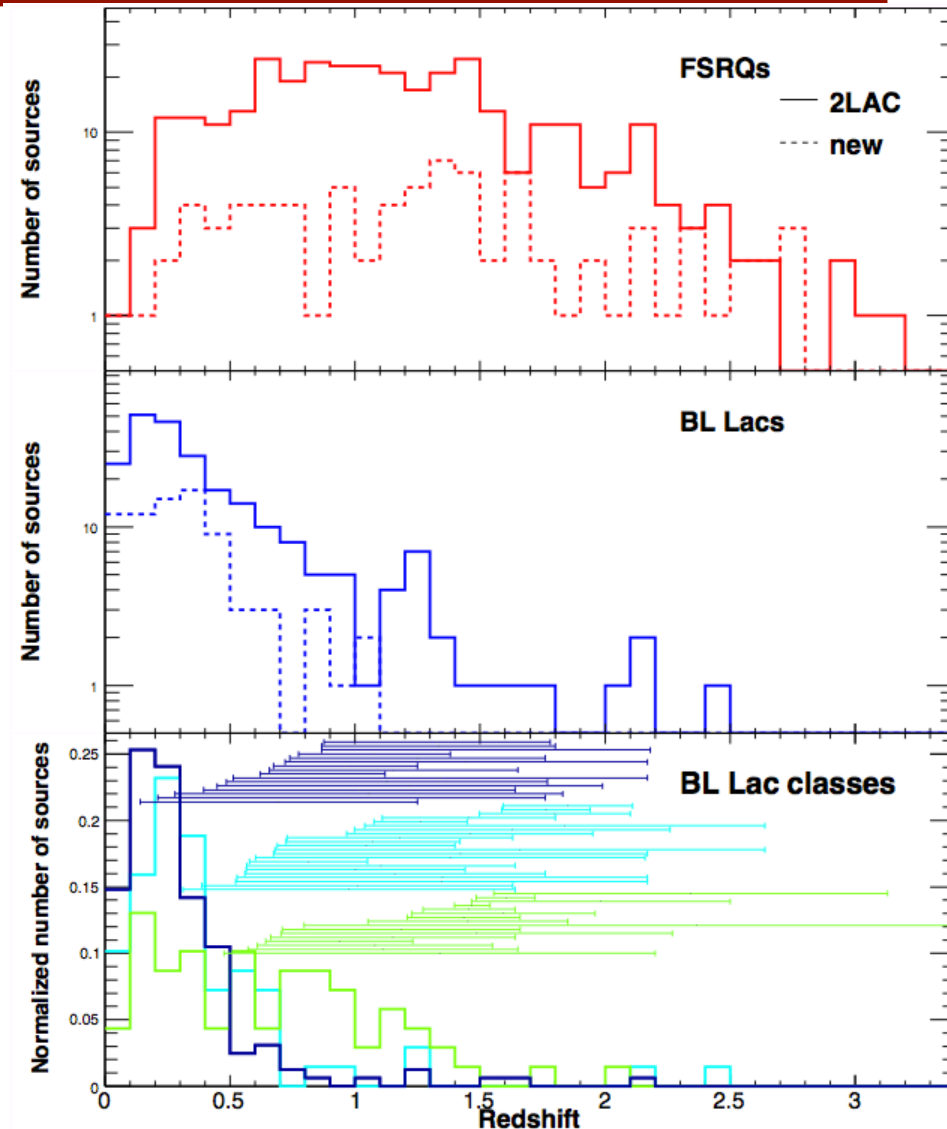 FSRQs
2LAC
new
Number of sources
10
1
BL Lacs
Number of sources
10
1
BL Lac classes
Normalized number of sources
0.25
0.2
0.15
0.1
0.05
0
0 0.5 1 1.5 2 2.5 3
Redshift